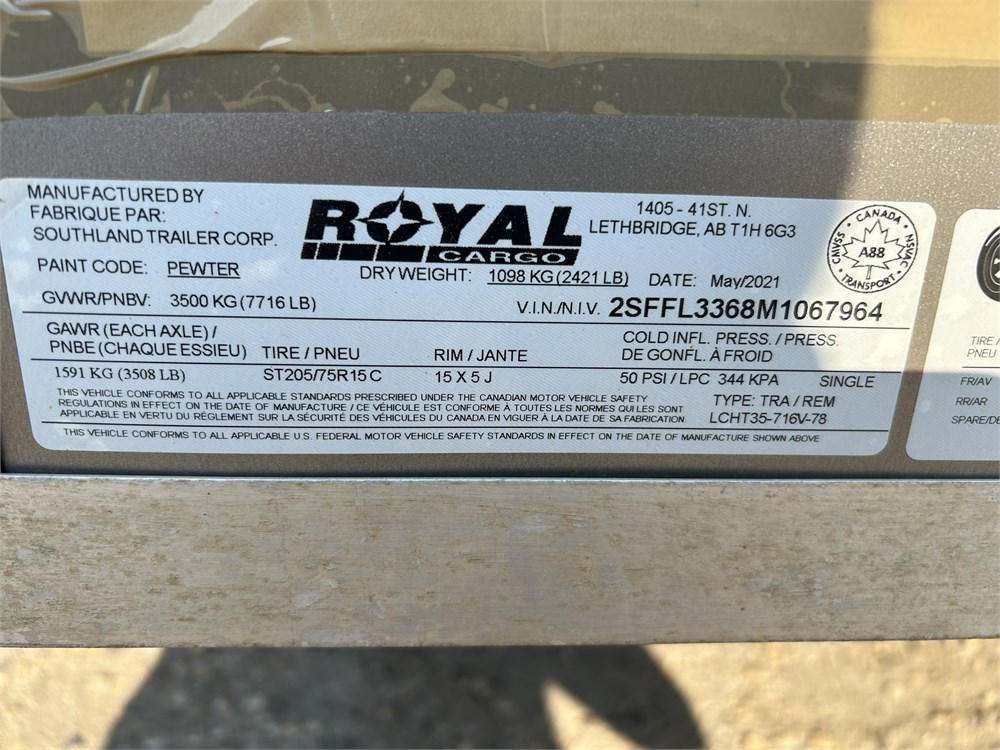 MANUFACTURED BY
FABRIQUE PAR:
SOUTHLAND TRAILER CORP.
ROYAL
CARGO
1405 - 41ST. N.
LETHBRIDGE, AB T1H 6G3
CANADA
CMVSS NSVAC
A88
TRANSPORT
PAINT CODE: PEWTER
DRY WEIGHT: 1098 KG (2421 LB) DATE: May/2021
GVWR/PNBV: 3500 KG (7716 LB) V.I.N./N.I.V. 2SFFL3368M1067964
GAWR (EACH AXLE) /
PNBE (CHAQUE ESSIEU) TIRE / PNEU RIM / JANTE
COLD INFL. PRESS. / PRESS.
DE GONFL. À FROID
1591 KG (3508 LB) ST205/75R15 C 15 X 5 J 50 PSI / LPC 344 KPA SINGLE
THIS VEHICLE CONFORMS TO ALL APPLICABLE STANDARDS PRESCRIBED UNDER THE CANADIAN MOTOR VEHICLE SAFETY
REGULATIONS IN EFFECT ON THE DATE OF MANUFACTURE / CE VÉHICULE EST CONFORME À TOUTES LES NORMES QUI LES SONT
APPLICABLE EN VERTU DU RÉGLEMENT SUR LA SÉCURITÉ DES VÉHICULES DU CANADA EN VIGUER À LA DATE DE SA FABRICATION.
TYPE: TRA / REM
LCHT35-716V-78
THIS VEHICLE CONFORMS TO ALL APPLICABLE U.S. FEDERAL MOTOR VEHICLE SAFETY STANDARDS IN EFFECT ON THE DATE OF MANUFACTURE SHOWN ABOVE
TIRE /
PNEU
FR/AV
RR/AR